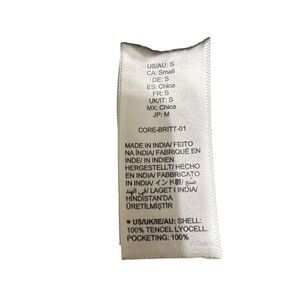 US/AU: S
CA: Small
DE: S
ES: Chica
FR: S
UK/IT: S
MX: Chica
JP: M
CORE-BRITT-01
MADE IN INDIA/ FEITO
NA ÍNDIA/ FABRIQUÉ EN
INDE/ IN INDIEN
HERGESTELLT/ HECHO
EN INDIA/ FABBRICATO
IN INDIA/ インド製/ صنع
في الهند/ LAGET I INDIA/
HINDISTAN'DA
ÜRETİLMİŞTİR
● US/UK/IE/AU: SHELL:
100% TENCEL LYOCELL.
POCKETING: 100%